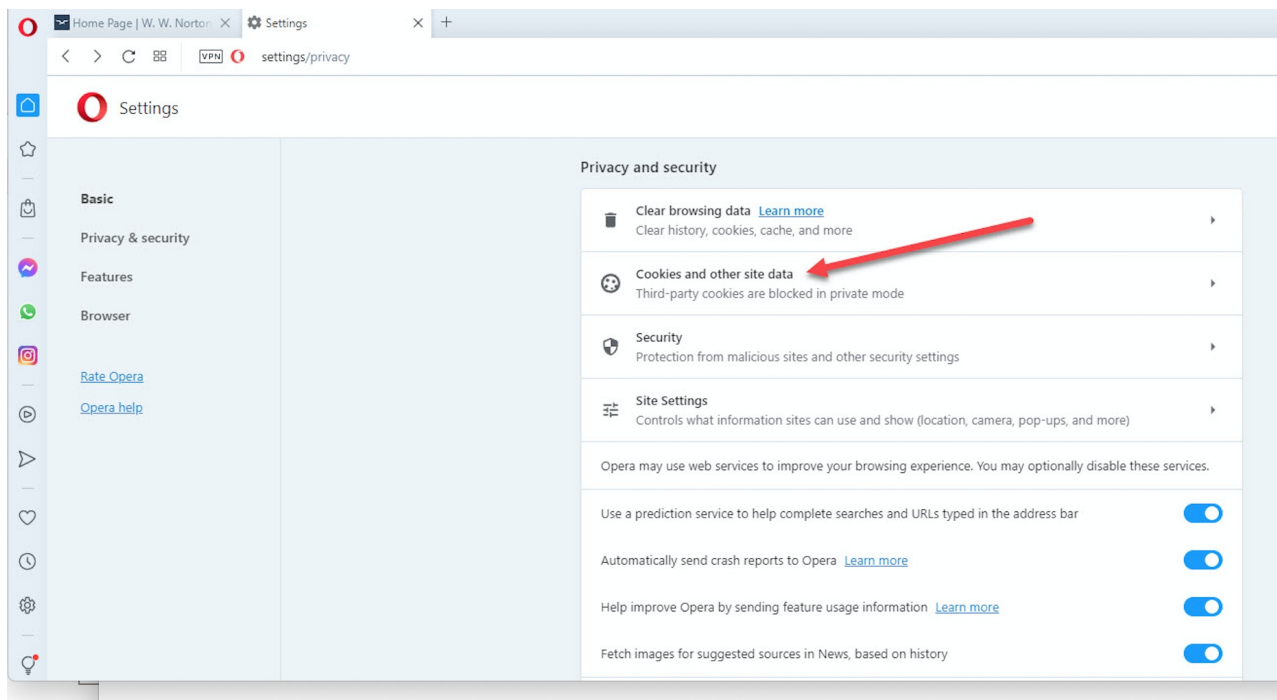 Home Page | W. W. Norton
Settings
VPN
settings/privacy
Settings
Basic
Privacy & security
Features
Browser
Rate Opera
Opera help
Privacy and security
Clear browsing data Learn more
Clear history, cookies, cache, and more
Cookies and other site data
Third-party cookies are blocked in private mode
Security
Protection from malicious sites and other security settings
Site Settings
Controls what information sites can use and show (location, camera, pop-ups, and more)
Opera may use web services to improve your browsing experience. You may optionally disable these services.
Use a prediction service to help complete searches and URLs typed in the address bar
Automatically send crash reports to Opera Learn more
Help improve Opera by sending feature usage information Learn more
Fetch images for suggested sources in News, based on history